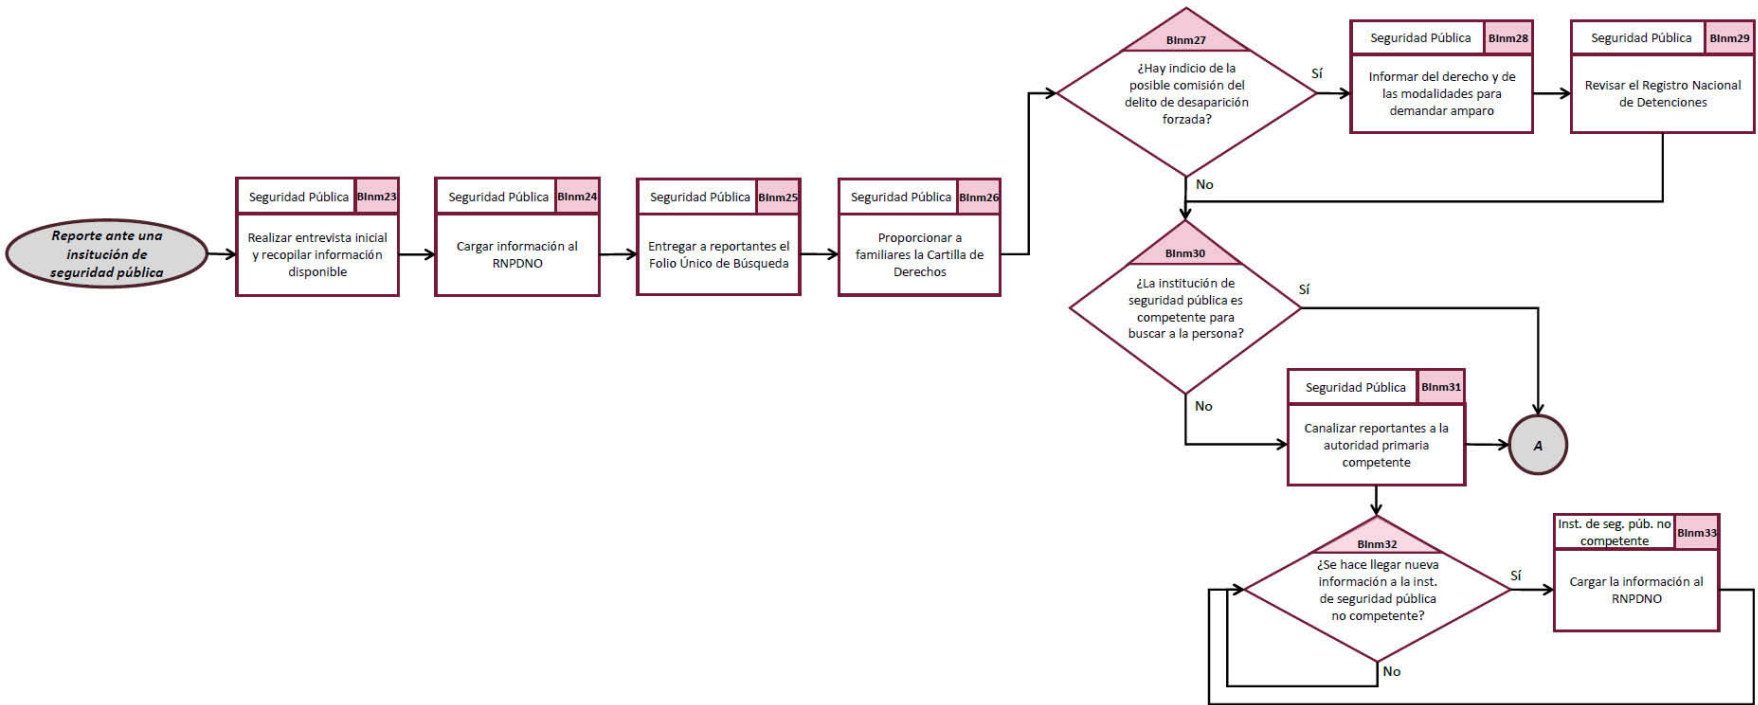 Reporte ante una
insitución de
seguridad pública
Seguridad Pública
BInm23
Realizar entrevista inicial
y recopilar información
disponible
Seguridad Pública
BInm24
Cargar información al
RNPDNO
Seguridad Pública
BInm25
Entregar a reportantes el
Folio Único de Búsqueda
Seguridad Pública
BInm26
Proporcionar a
familiares la Cartilla de
Derechos
BInm27
¿Hay indicio de la
posible comisión del
delito de desaparición
forzada?
Sí
No
Seguridad Pública
BInm28
Informar del derecho y de
las modalidades para
demandar amparo
Seguridad Pública
BInm29
Revisar el Registro Nacional
de Detenciones
BInm30
¿La institución de
seguridad pública es
competente para
buscar a la persona?
Sí
No
Seguridad Pública
BInm31
Canalizar reportantes a la
autoridad primaria
competente
A
BInm32
¿Se hace llegar nueva
información a la inst.
de seguridad pública
no competente?
Sí
No
Inst. de seg. púb. no
competente
BInm33
Cargar la información al
RNPDNO